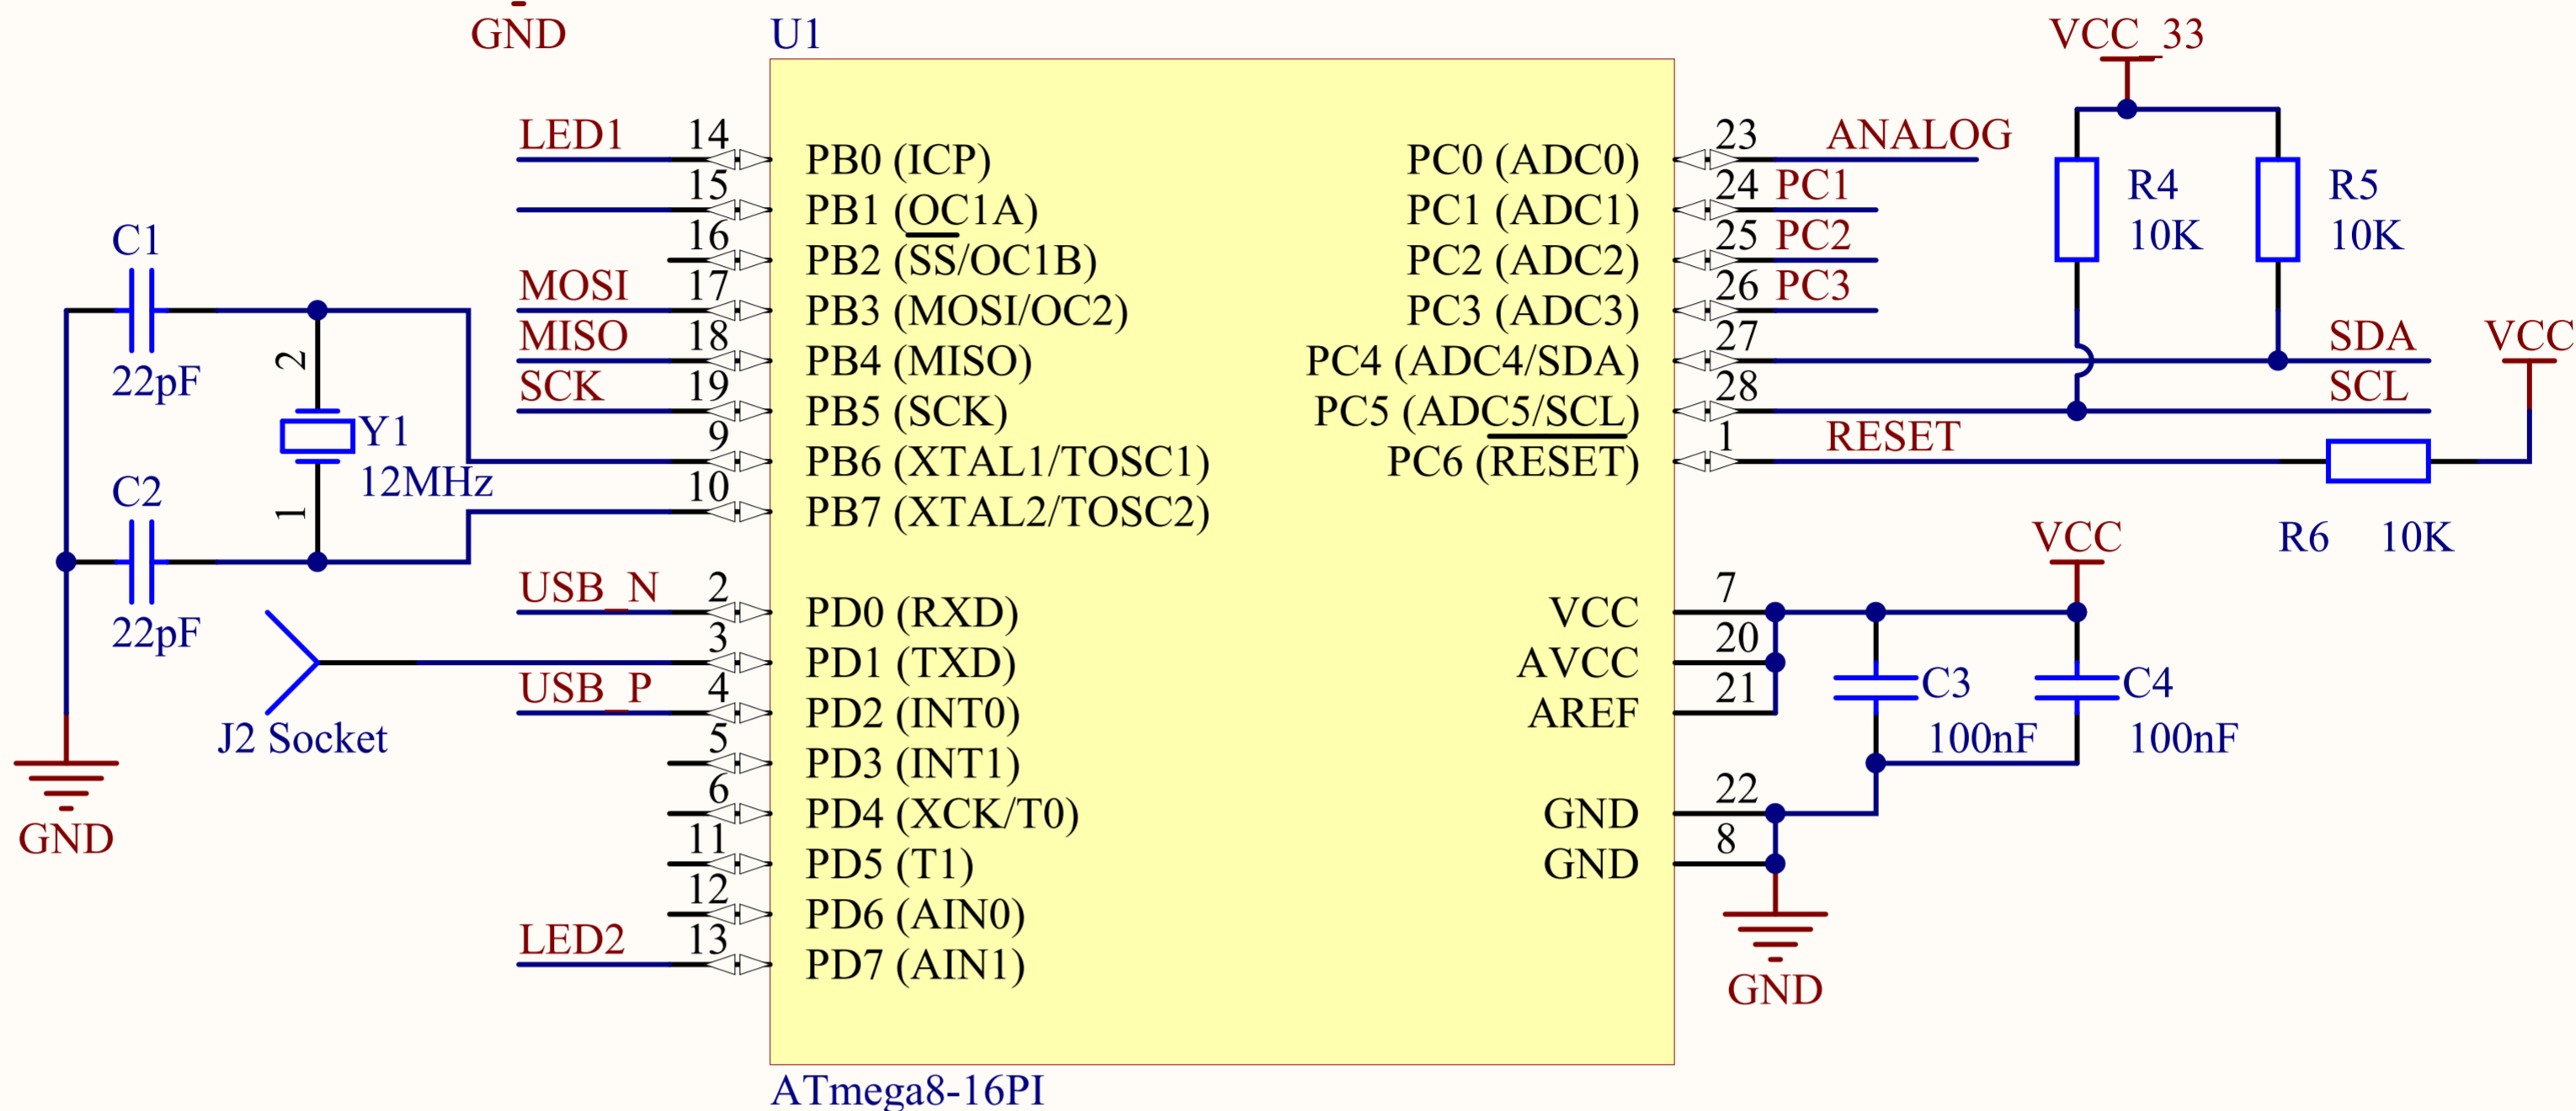 GND
U1
VCC_33
LED1
14
PB0 (ICP)
15
PB1 (OC1A)
16
PB2 (SS/OC1B)
MOSI
17
PB3 (MOSI/OC2)
MISO
18
PB4 (MISO)
SCK
19
PB5 (SCK)
9
PB6 (XTAL1/TOSC1)
10
PB7 (XTAL2/TOSC2)
C1
22pF
2
Y1
12MHz
1
C2
22pF
GND
J2 Socket
USB_N
2
PD0 (RXD)
3
PD1 (TXD)
USB_P
4
PD2 (INT0)
5
PD3 (INT1)
6
PD4 (XCK/T0)
11
PD5 (T1)
12
PD6 (AIN0)
LED2
13
PD7 (AIN1)
PC0 (ADC0)
23
ANALOG
PC1 (ADC1)
24
PC1
PC2 (ADC2)
25
PC2
PC3 (ADC3)
26
PC3
PC4 (ADC4/SDA)
27
SDA
PC5 (ADC5/SCL)
28
SCL
PC6 (RESET)
1
RESET
R4
10K
R5
10K
VCC
R6 10K
VCC
VCC
7
AVCC
20
AREF
21
C3
100nF
C4
100nF
GND
22
GND
8
GND
ATmega8-16PI